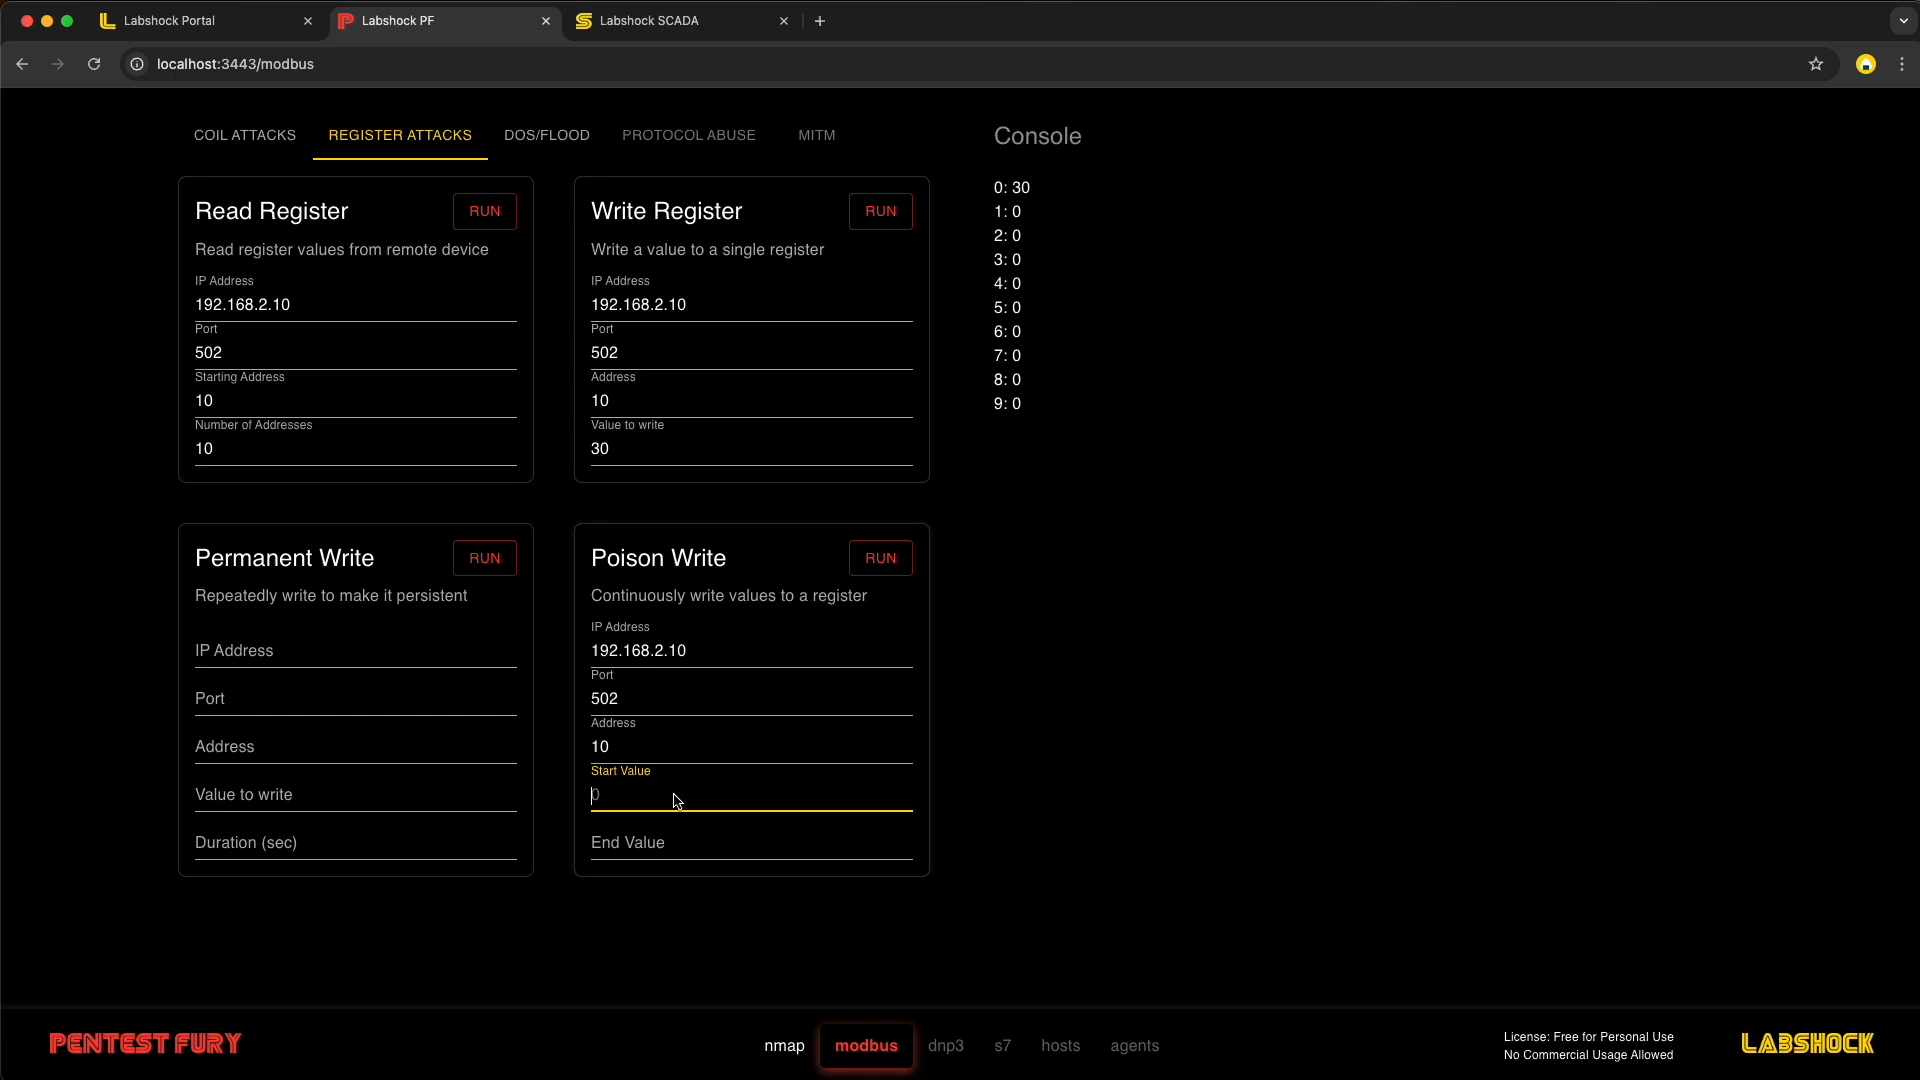 Labshock Portal
Labshock PF
Labshock SCADA
localhost:3443/modbus
COIL ATTACKS
REGISTER ATTACKS
DOS/FLOOD
PROTOCOL ABUSE
MITM
Read Register
RUN
Read register values from remote device
IP Address
192.168.2.10
Port
502
Starting Address
10
Number of Addresses
10
Write Register
RUN
Write a value to a single register
IP Address
192.168.2.10
Port
502
Address
10
Value to write
30
Permanent Write
RUN
Repeatedly write to make it persistent
IP Address
Port
Address
Value to write
Duration (sec)
Poison Write
RUN
Continuously write values to a register
IP Address
192.168.2.10
Port
502
Address
10
Start Value
0
End Value
Console
0: 30
1: 0
2: 0
3: 0
4: 0
5: 0
6: 0
7: 0
8: 0
9: 0
PENTEST FURY
nmap
modbus
dnp3
s7
hosts
agents
License: Free for Personal Use
No Commercial Usage Allowed
LABSHOCK